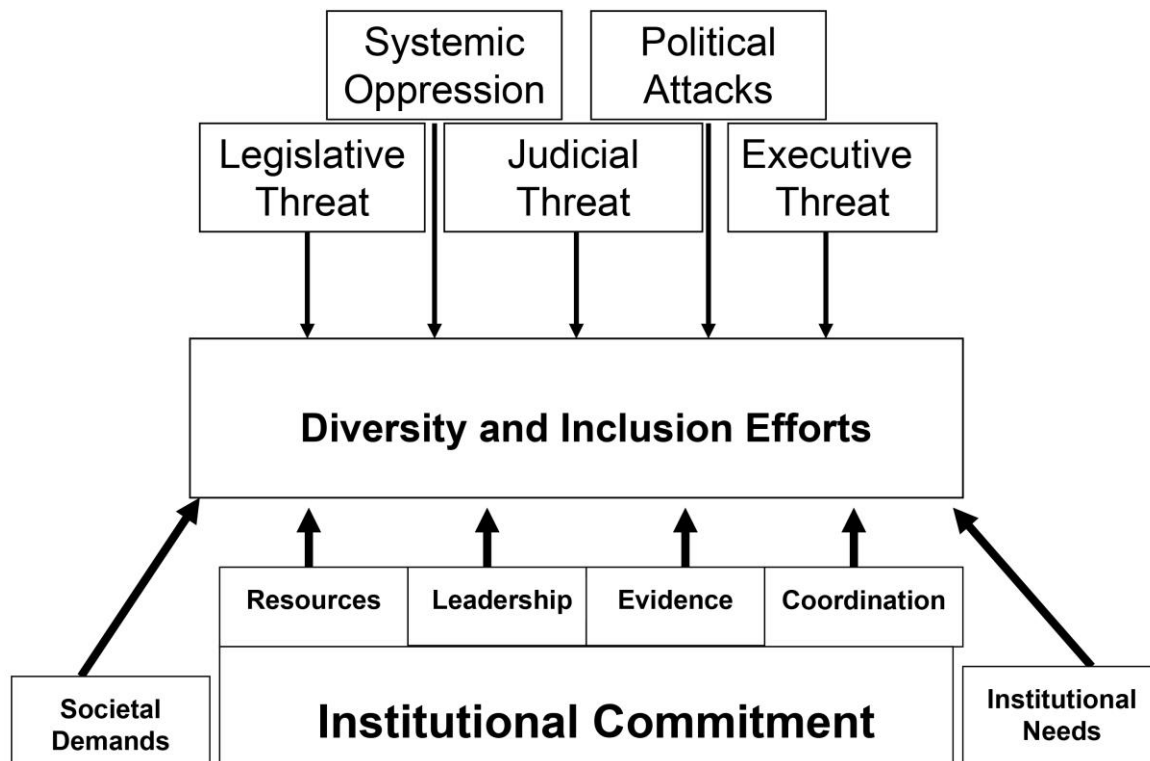 Systemic
Oppression
Political
Attacks
Legislative
Threat
Judicial
Threat
Executive
Threat
Diversity and Inclusion Efforts
Resources
Leadership
Evidence
Coordination
Societal
Demands
Institutional Commitment
Institutional
Needs